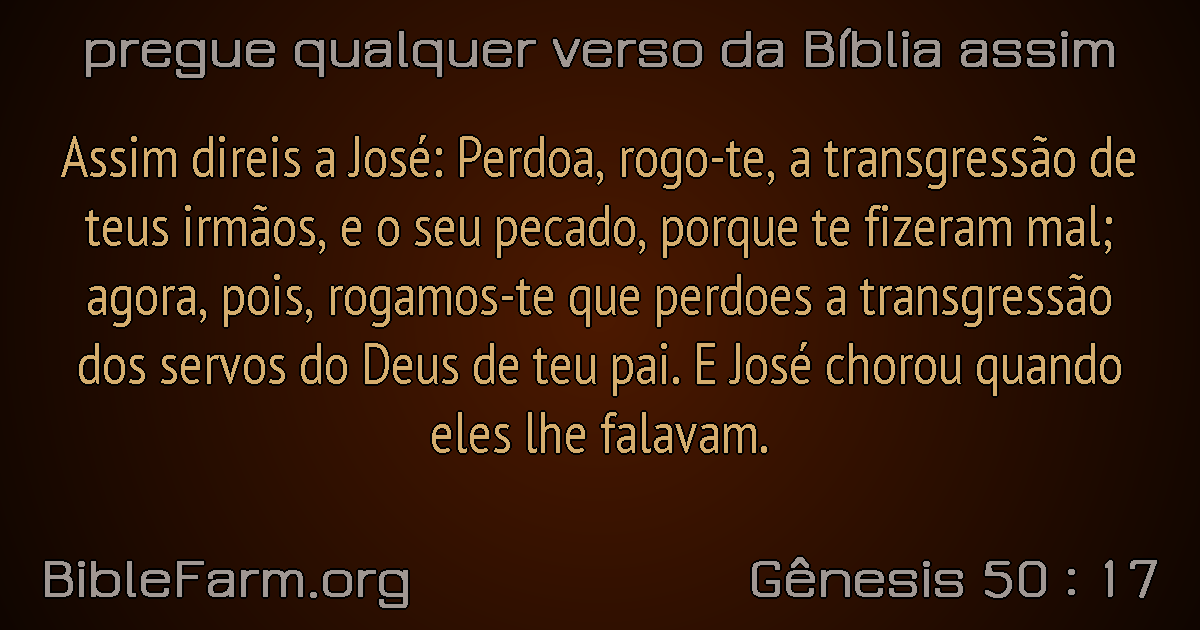 pregue qualquer verso da Bíblia assim
Assim direis a José: Perdoa, rogo-te, a transgressão de
teus irmãos, e o seu pecado, porque te fizeram mal;
agora, pois, rogamos-te que perdoes a transgressão
dos servos do Deus de teu pai. E José chorou quando
eles lhe falavam.
BibleFarm.org
Gênesis 50 : 17